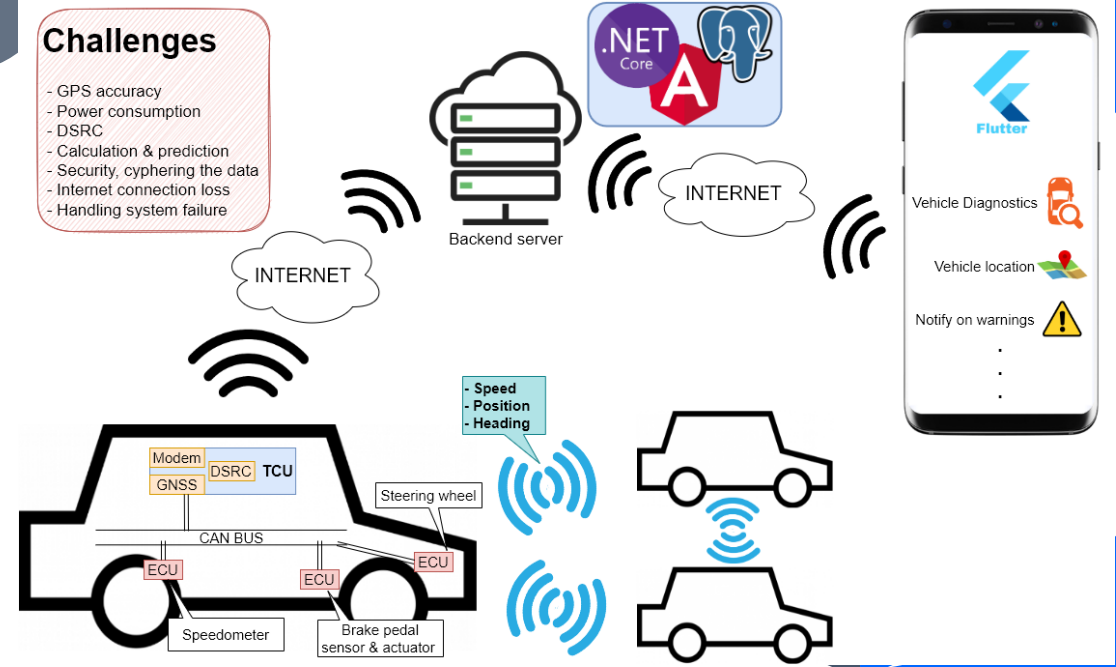 Challenges
- GPS accuracy
- Power consumption
- DSRC
- Calculation & prediction
- Security, cyphering the data
- Internet connection loss
- Handling system failure
.NET
Core
A
Backend server
INTERNET
INTERNET
Flutter
Vehicle Diagnostics
Vehicle location
Notify on warnings
.
.
.
- Speed
- Position
- Heading
Modem
DSRC
TCU
GNSS
Steering wheel
CAN BUS
ECU
ECU
ECU
Speedometer
Brake pedal
sensor & actuator